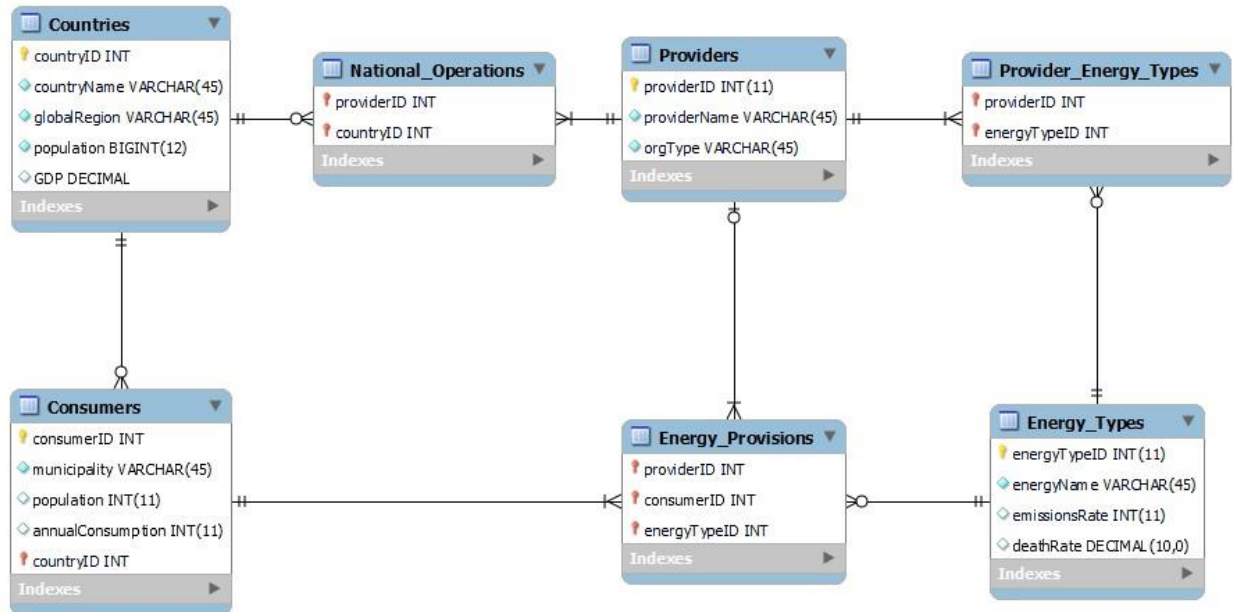 Countries
countryID INT
countryName VARCHAR(45)
globalRegion VARCHAR(45)
population BIGINT(12)
GDP DECIMAL
Indexes
National_Operations
providerID INT
countryID INT
Indexes
Providers
providerID INT(11)
providerName VARCHAR(45)
orgType VARCHAR(45)
Indexes
Provider_Energy_Types
providerID INT
energyTypeID INT
Indexes
Consumers
consumerID INT
municipality VARCHAR(45)
population INT(11)
annualConsumption INT(11)
countryID INT
Indexes
Energy_Provisions
providerID INT
consumerID INT
energyTypeID INT
Indexes
Energy_Types
energyTypeID INT(11)
energyName VARCHAR(45)
emissionsRate INT(11)
deathRate DECIMAL(10,0)
Indexes